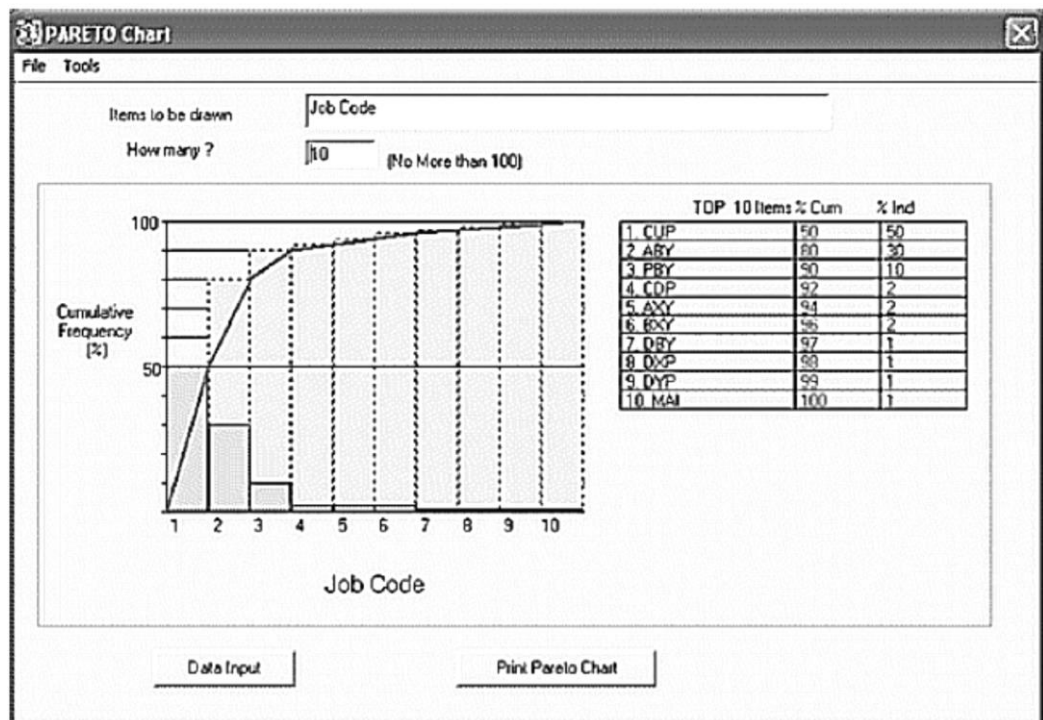 PARETO Chart
File Tools
Items to be drawn Job Code
How many ? 10 (No More than 100)
TOP 10 Items % Cum % Ind
1. CUP 50 50
2 ABY 80 30
3. PBY 90 10
4. CDP 92 2
5. AXY 94 2
6. BXY 96 2
7. DBY 97 1
8. DXP 98 1
9. DYP 99 1
10. MAI 100 1
100
Cumulative
Frequency
(%)
50
1 2 3 4 5 6 7 8 9 10
Job Code
Data Input Print Pareto Chart